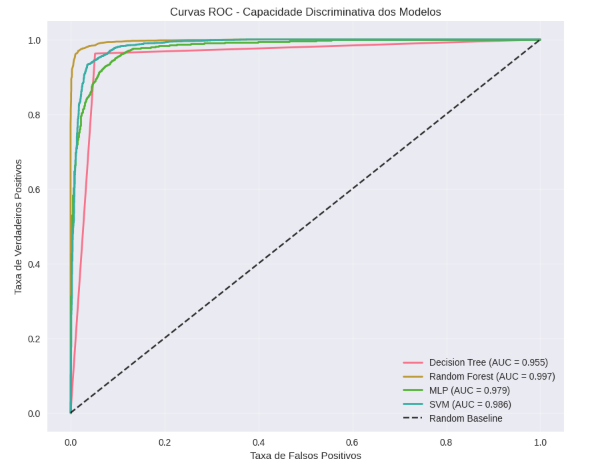 Curvas ROC - Capacidade Discriminativa dos Modelos
Taxa de Verdadeiros Positivos
1.0
0.8
0.6
0.4
0.2
0.0
Decision Tree (AUC = 0.955)
Random Forest (AUC = 0.997)
MLP (AUC = 0.979)
SVM (AUC = 0.986)
Random Baseline
0.0 0.2 0.4 0.6 0.8 1.0
Taxa de Falsos Positivos